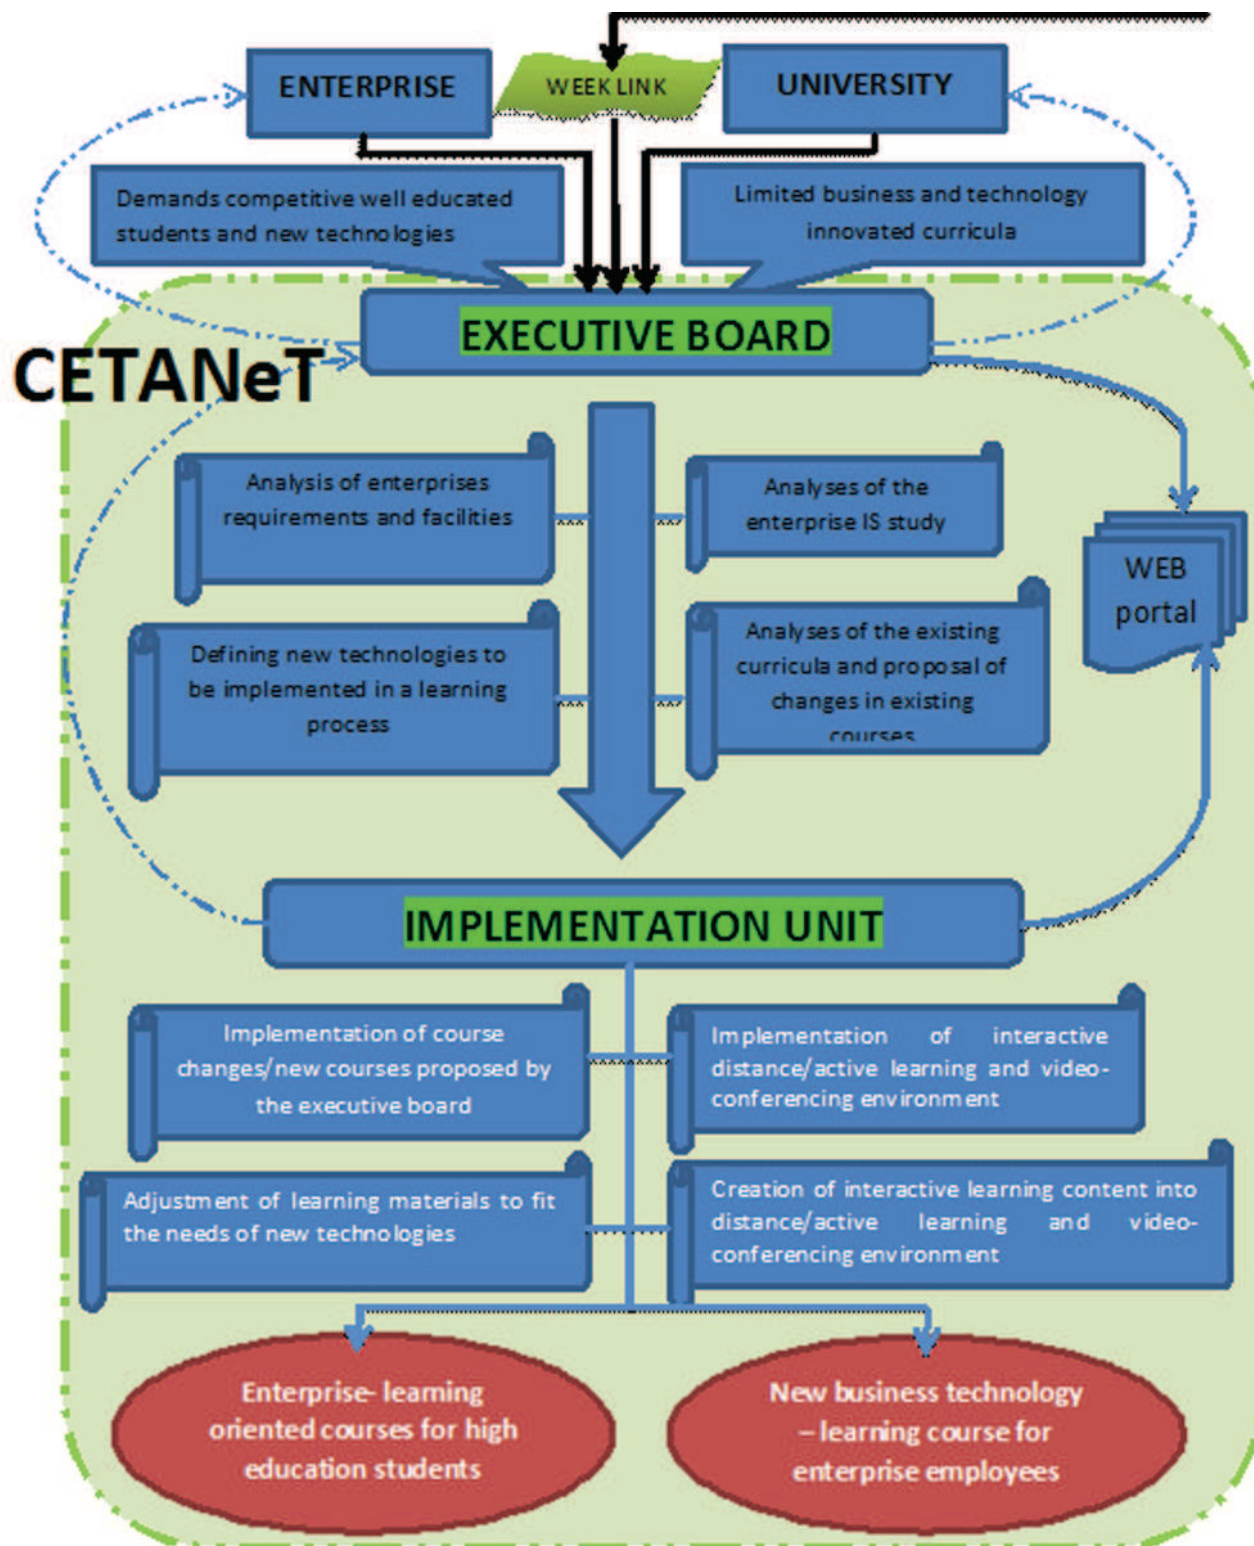 ENTERPRISE
WEEK LINK
UNIVERSITY
Demands competitive well educated
students and new technologies
Limited business and technology
innovated curricula
EXECUTIVE BOARD
CETANeT
Analysis of enterprises
requirements and facilities
Analyses of the
enterprise IS study
WEB
portal
Defining new technologies to
be implemented in a learning
process
Analyses of the existing
curricula and proposal of
changes in existing
courses
IMPLEMENTATION UNIT
Implementation of course
changes/new courses proposed by
the executive board
Implementation of interactive
distance/active learning and video-
conferencing environment
Adjustment of learning materials to fit
the needs of new technologies
Creation of interactive learning content into
distance/active learning and video-
conferencing environment
Enterprise- learning
oriented courses for high
education students
New business technology
– learning course for
enterprise employees